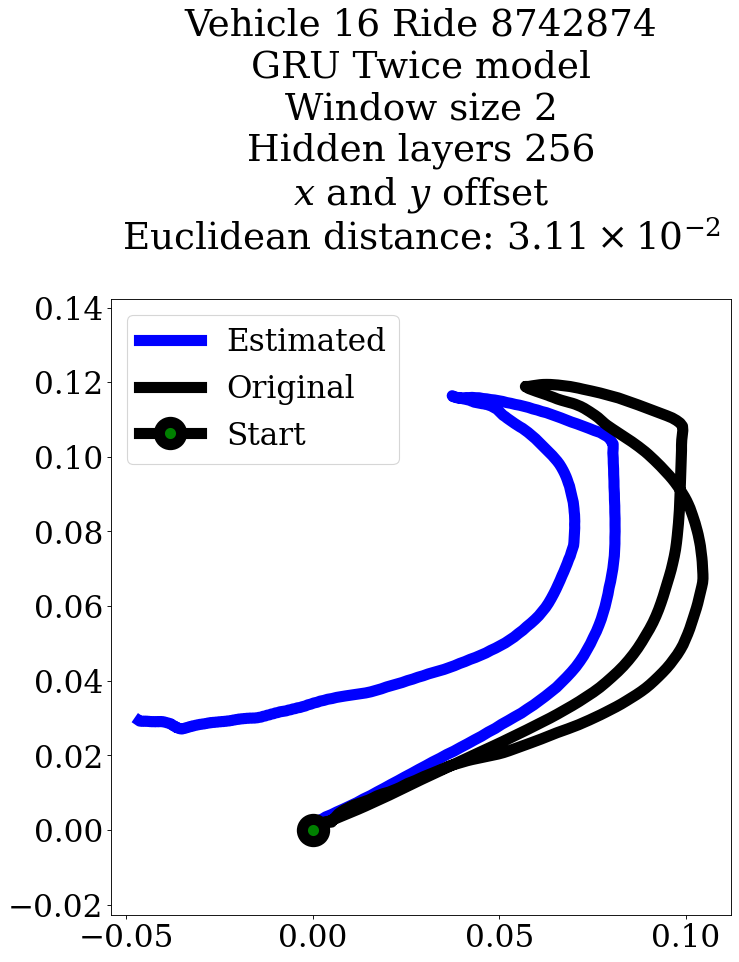 Vehicle 16 Ride 8742874
GRU Twice model
Window size 2
Hidden layers 256
x and y offset
Euclidean distance: 3.11 × 10⁻²
Estimated
Original
Start
0.14
0.12
0.10
0.08
0.06
0.04
0.02
0.00
−0.02
−0.05 0.00 0.05 0.10